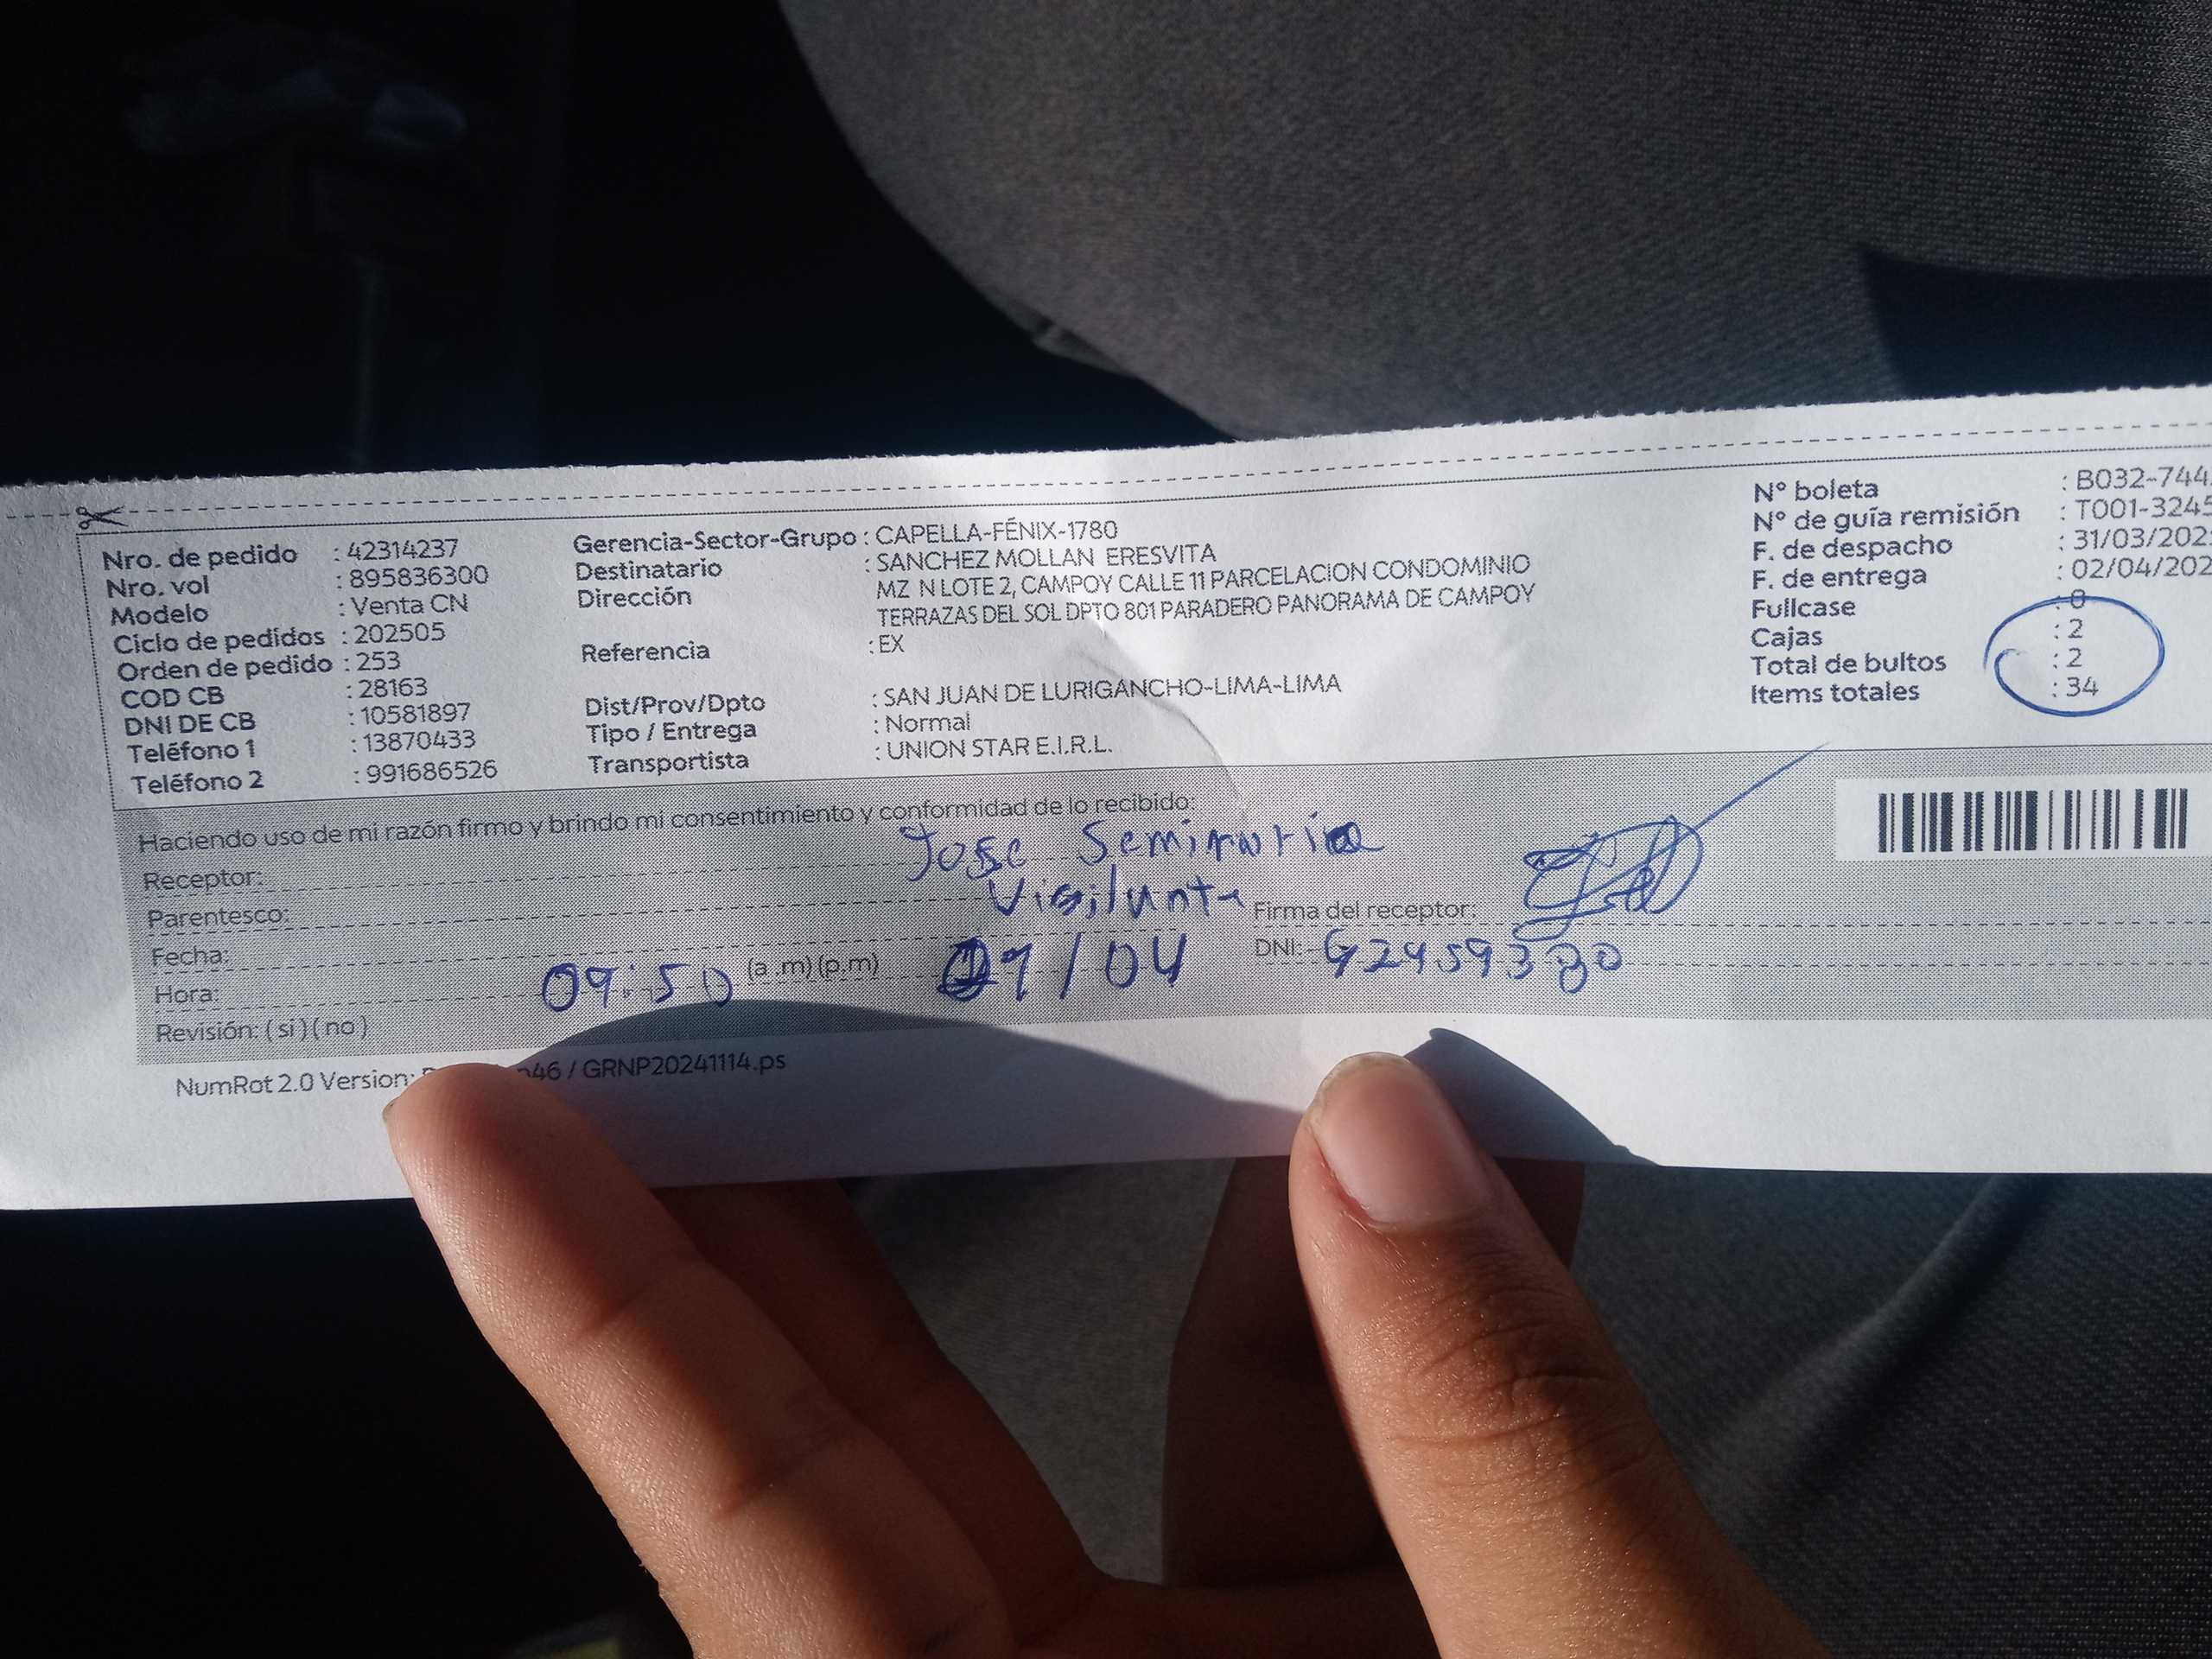 Nro. de pedido : 42314237
Nro. vol : 895836300
Modelo : Venta CN
Ciclo de pedidos : 202505
Orden de pedido : 253
COD CB : 28163
DNI DE CB : 10581897
Teléfono 1 : 13870433
Teléfono 2 : 991686526
Gerencia-Sector-Grupo : CAPELLA-FÉNIX-1780
Destinatario : SANCHEZ MOLLAN ERESVITA
Dirección MZ N LOTE 2, CAMPOY CALLE 11 PARCELACION CONDOMINIO
TERRAZAS DEL SOL DPTO 801 PARADERO PANORAMA DE CAMPOY
Referencia : EX
Dist/Prov/Dpto : SAN JUAN DE LURIGANCHO-LIMA-LIMA
Tipo / Entrega : Normal
Transportista : UNION STAR E.I.R.L.
N° boleta : B032-744
N° de guía remisión : T001-3245
F. de despacho : 31/03/202
F. de entrega : 02/04/202
Fullcase : 0
Cajas : 2
Total de bultos : 2
Items totales : 34
Haciendo uso de mi razón firmo y brindo mi consentimiento y conformidad de lo recibido:
Receptor: Jose
Parentesco: Vigilante
Firma del receptor:
Fecha: /04
DNI:
Hora: 09:50 (a.m)(p.m)
Revisión: (si)(no)
NumRot 2.0 Version: 046 / GRNP20241114.ps